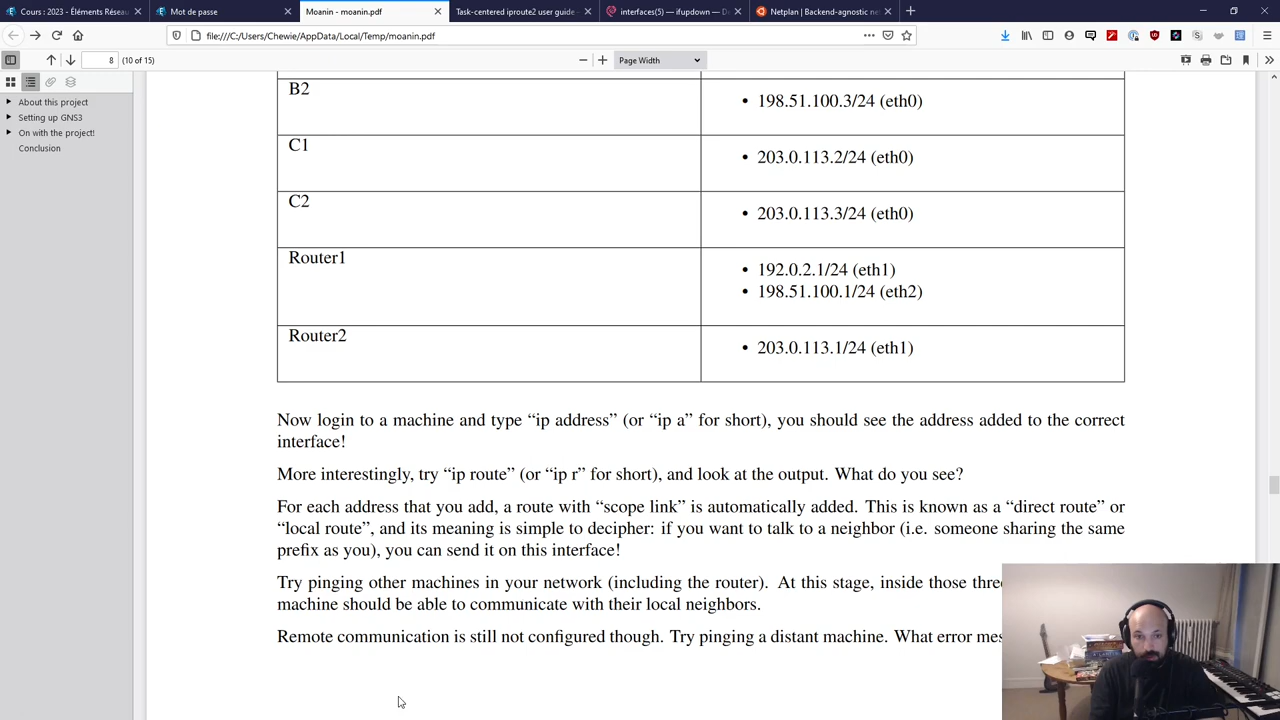 Cours : 2023 - Éléments Réseau
Mot de passe
Moanin - moanin.pdf
Task-centered iproute2 user guide
interfaces(5) — ifupdown — De
Netplan | Backend-agnostic net
file:///C:/Users/Chewie/AppData/Local/Temp/moanin.pdf
8
(10 of 15)
Page Width
About this project
Setting up GNS3
On with the project!
Conclusion
B2
• 198.51.100.3/24 (eth0)
C1
• 203.0.113.2/24 (eth0)
C2
• 203.0.113.3/24 (eth0)
Router1
• 192.0.2.1/24 (eth1)
• 198.51.100.1/24 (eth2)
Router2
• 203.0.113.1/24 (eth1)
Now login to a machine and type “ip address” (or “ip a” for short), you should see the address added to the correct
interface!
More interestingly, try “ip route” (or “ip r” for short), and look at the output. What do you see?
For each address that you add, a route with “scope link” is automatically added. This is known as a “direct route” or
“local route”, and its meaning is simple to decipher: if you want to talk to a neighbor (i.e. someone sharing the same
prefix as you), you can send it on this interface!
Try pinging other machines in your network (including the router). At this stage, inside those three
machine should be able to communicate with their local neighbors.
Remote communication is still not configured though. Try pinging a distant machine. What error mes